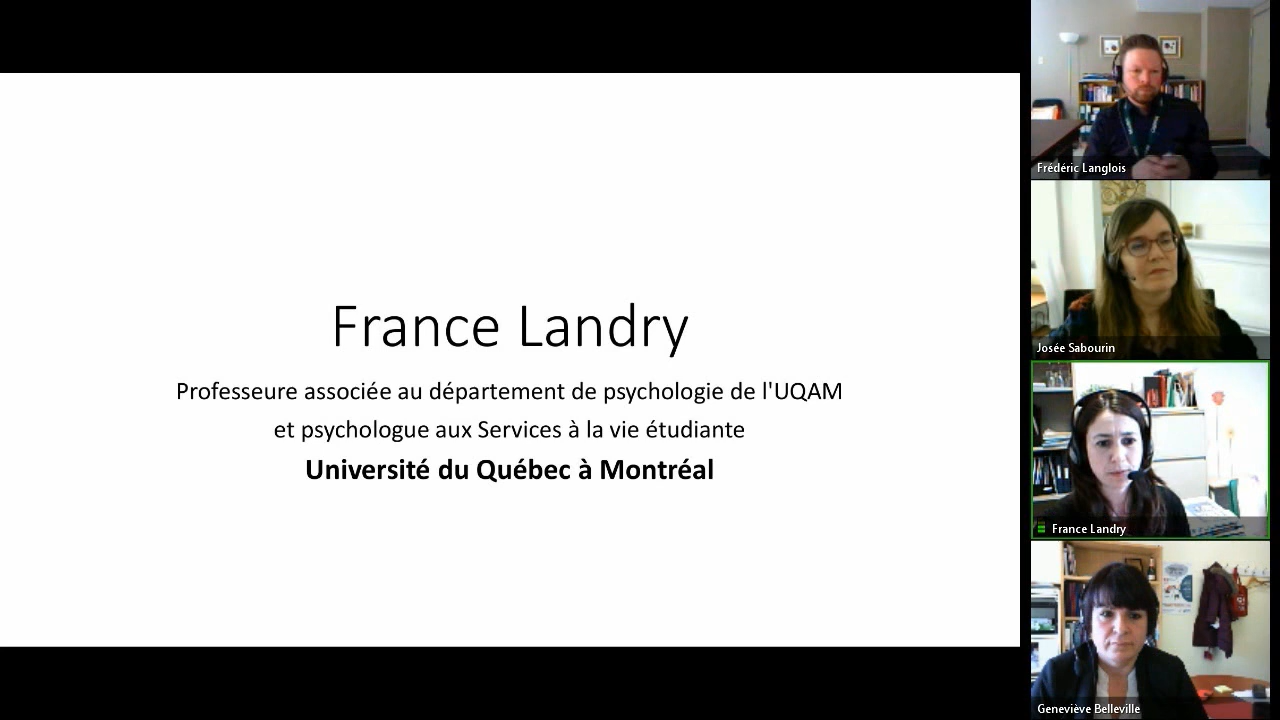 France Landry
Professeure associée au département de psychologie de l'UQAM
et psychologue aux Services à la vie étudiante
Université du Québec à Montréal
Frédéric Langlois
Josée Sabourin
France Landry
Geneviève Belleville